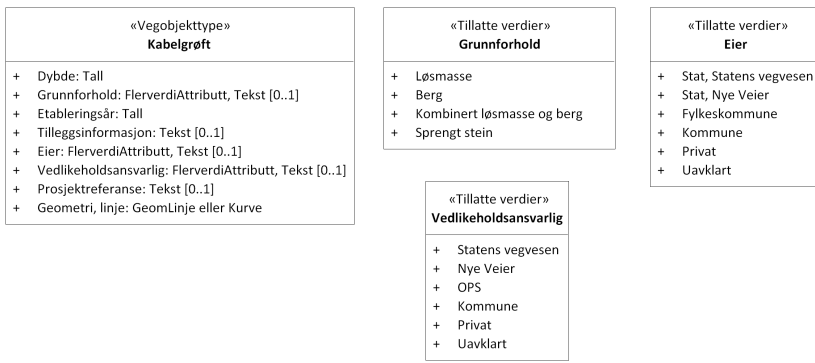 «Vegobjekttype»
Kabelgrøft
+ Dybde: Tall
+ Grunnforhold: FlerverdiAttributt, Tekst [0..1]
+ Etableringsår: Tall
+ Tilleggsinformasjon: Tekst [0..1]
+ Eier: FlerverdiAttributt, Tekst [0..1]
+ Vedlikeholdsansvarlig: FlerverdiAttributt, Tekst [0..1]
+ Prosjektreferanse: Tekst [0..1]
+ Geometri, linje: GeomLinje eller Kurve
«Tillatte verdier»
Grunnforhold
+ Løsmasse
+ Berg
+ Kombinert løsmasse og berg
+ Sprengt stein
«Tillatte verdier»
Eier
+ Stat, Statens vegvesen
+ Stat, Nye Veier
+ Fylkeskommune
+ Kommune
+ Privat
+ Uavklart
«Tillatte verdier»
Vedlikeholdsansvarlig
+ Statens vegvesen
+ Nye Veier
+ OPS
+ Kommune
+ Privat
+ Uavklart